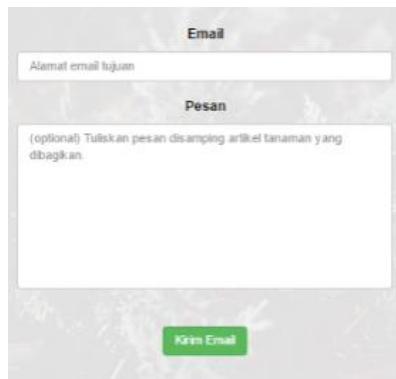 Email
Alamat email tujuan
Pesan
(optional) Tuliskan pesan disamping artikel tanaman yang
dibagikan.
Kirim Email